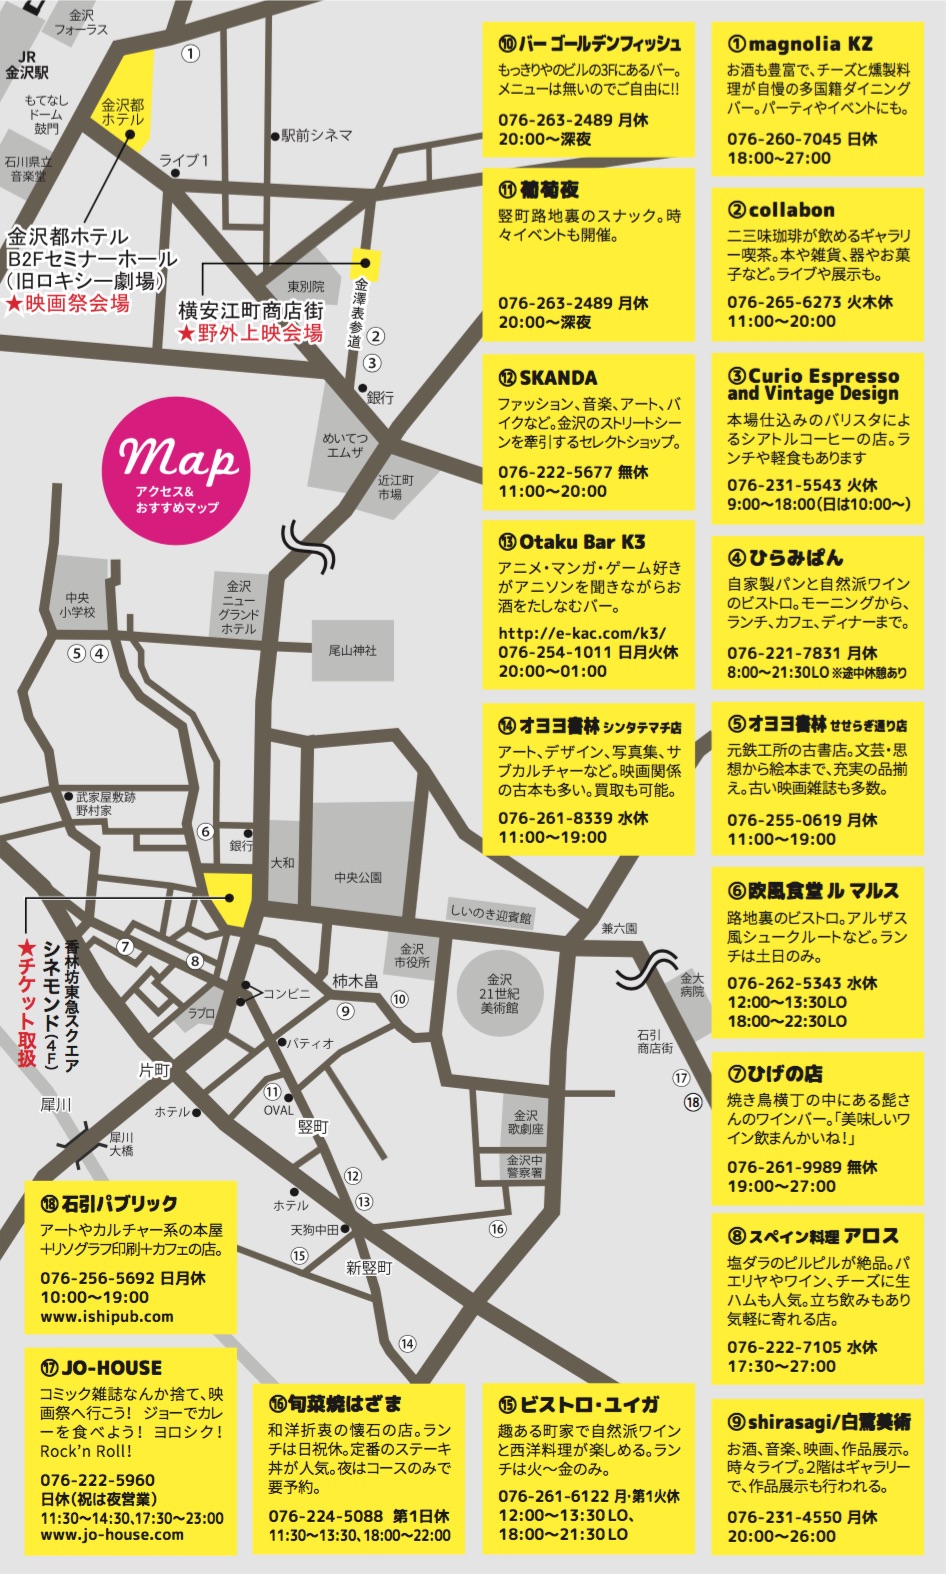 金沢
フォーラス
JR
金沢駅
もてなし
ドーム
鼓門
石川県立
音楽堂
金沢都
ホテル
①
駅前シネマ
ライブ1
金沢都ホテル
B2Fセミナーホール
（旧ロキシー劇場）
★映画祭会場
東別院
横安江町商店街
★野外上映会場
金澤表参道
②
③
銀行
めいてつ
エムザ
近江町
市場
Map
アクセス&
おすすめマップ
中央
小学校
⑤④
金沢
ニュー
グランド
ホテル
尾山神社
武家屋敷跡
野村家
⑥
銀行
大和
中央公園
しいのき迎賓館
兼六園
金沢
市役所
金沢
21世紀
美術館
金大
病院
石引
商店街
⑰
⑱
香林坊東急スクエア
シネモンド（4F）
★チケット取扱
⑦
⑧
ラブロ
コンビニ
柿木畠
⑨
⑩
パティオ
片町
ホテル
⑪
OVAL
竪町
犀川
犀川
大橋
金沢
歌劇座
金沢中
警察署
⑫
⑬
ホテル
天狗中田
⑮
新竪町
⑯
⑭
⑩バー ゴールデンフィッシュ
もっきりやのビルの3Fにあるバー。
メニューは無いのでご自由に!!
076-263-2489 月休
20:00〜深夜
⑪葡萄夜
竪町路地裏のスナック。時
々イベントも開催。
076-263-2489 月休
20:00〜深夜
⑫SKANDA
ファッション、音楽、アート、バ
イクなど。金沢のストリートシー
ンを牽引するセレクトショップ。
076-222-5677 無休
11:00〜20:00
⑬Otaku Bar K3
アニメ・マンガ・ゲーム好き
がアニソンを聞きながらお
酒をたしなむバー。
http://e-kac.com/k3/
076-254-1011 日月火休
20:00〜01:00
⑭オヨヨ書林 シンタテマチ店
アート、デザイン、写真集、サ
ブカルチャーなど。映画関係
の古本も多い。買取も可能。
076-261-8339 水休
11:00〜19:00
①magnolia KZ
お酒も豊富で、チーズと燻製料
理が自慢の多国籍ダイニング
バー。パーティやイベントにも。
076-260-7045 日休
18:00~27:00
②collabon
二三味珈琲が飲めるギャラリ
ー喫茶。本や雑貨、器やお菓
子など。ライブや展示も。
076-265-6273 火木休
11:00〜20:00
③Curio Espresso
and Vintage Design
本場仕込みのバリスタによ
るシアトルコーヒーの店。ラ
ンチや軽食もあります
076-231-5543 火休
9:00〜18:00(日は10:00〜)
④ひらみぱん
自家製パンと自然派ワイン
のビストロ。モーニングから、
ランチ、カフェ、ディナーまで。
076-221-7831 月休
8:00〜21:30LO ※途中休憩あり
⑤オヨヨ書林 せせらぎ通り店
元鉄工所の古書店。文芸・思
想から絵本まで、充実の品揃
え。古い映画雑誌も多数。
076-255-0619 月休
11:00〜19:00
⑥欧風食堂 ル マルス
路地裏のビストロ。アルザス
風シュークルートなど。ラン
チは土日のみ。
076-262-5343 水休
12:00〜13:30LO
18:00〜22:30LO
⑦ひげの店
焼き鳥横丁の中にある髭さ
んのワインバー。「美味しいワ
イン飲まんかいね！」
076-261-9989 無休
19:00〜27:00
⑧スペイン料理 アロス
塩ダラのピルピルが絶品。パ
エリヤやワイン、チーズに生
ハムも人気。立ち飲みもあり
気軽に寄れる店。
076-222-7105 水休
17:30〜27:00
⑨shirasagi/白鷺美術
お酒、音楽、映画、作品展示。
時々ライブ。2階はギャラリー
で、作品展示も行われる。
076-231-4550 月休
20:00〜26:00
⑱石引パブリック
アートやカルチャー系の本屋
＋リソグラフ印刷＋カフェの店。
076-256-5692 日月休
10:00〜19:00
www.ishipub.com
⑰JO-HOUSE
コミック雑誌なんか捨て、映
画祭へ行こう！ ジョーでカレ
ーを食べよう！ ヨロシク！
Rock'n Roll!
076-222-5960
日休（祝は夜営業）
11:30〜14:30,17:30〜23:00
www.jo-house.com
⑯旬菜焼はざま
和洋折衷の懐石の店。ラン
チは日祝休。定番のステーキ
丼が人気。夜はコースのみで
要予約。
076-224-5088 第1日休
11:30〜13:30、18:00〜22:00
⑮ビストロ・ユイガ
趣ある町家で自然派ワイン
と西洋料理が楽しめる。ラン
チは火〜金のみ。
076-261-6122 月・第1火休
12:00〜13:30 LO、
18:00〜21:30 LO